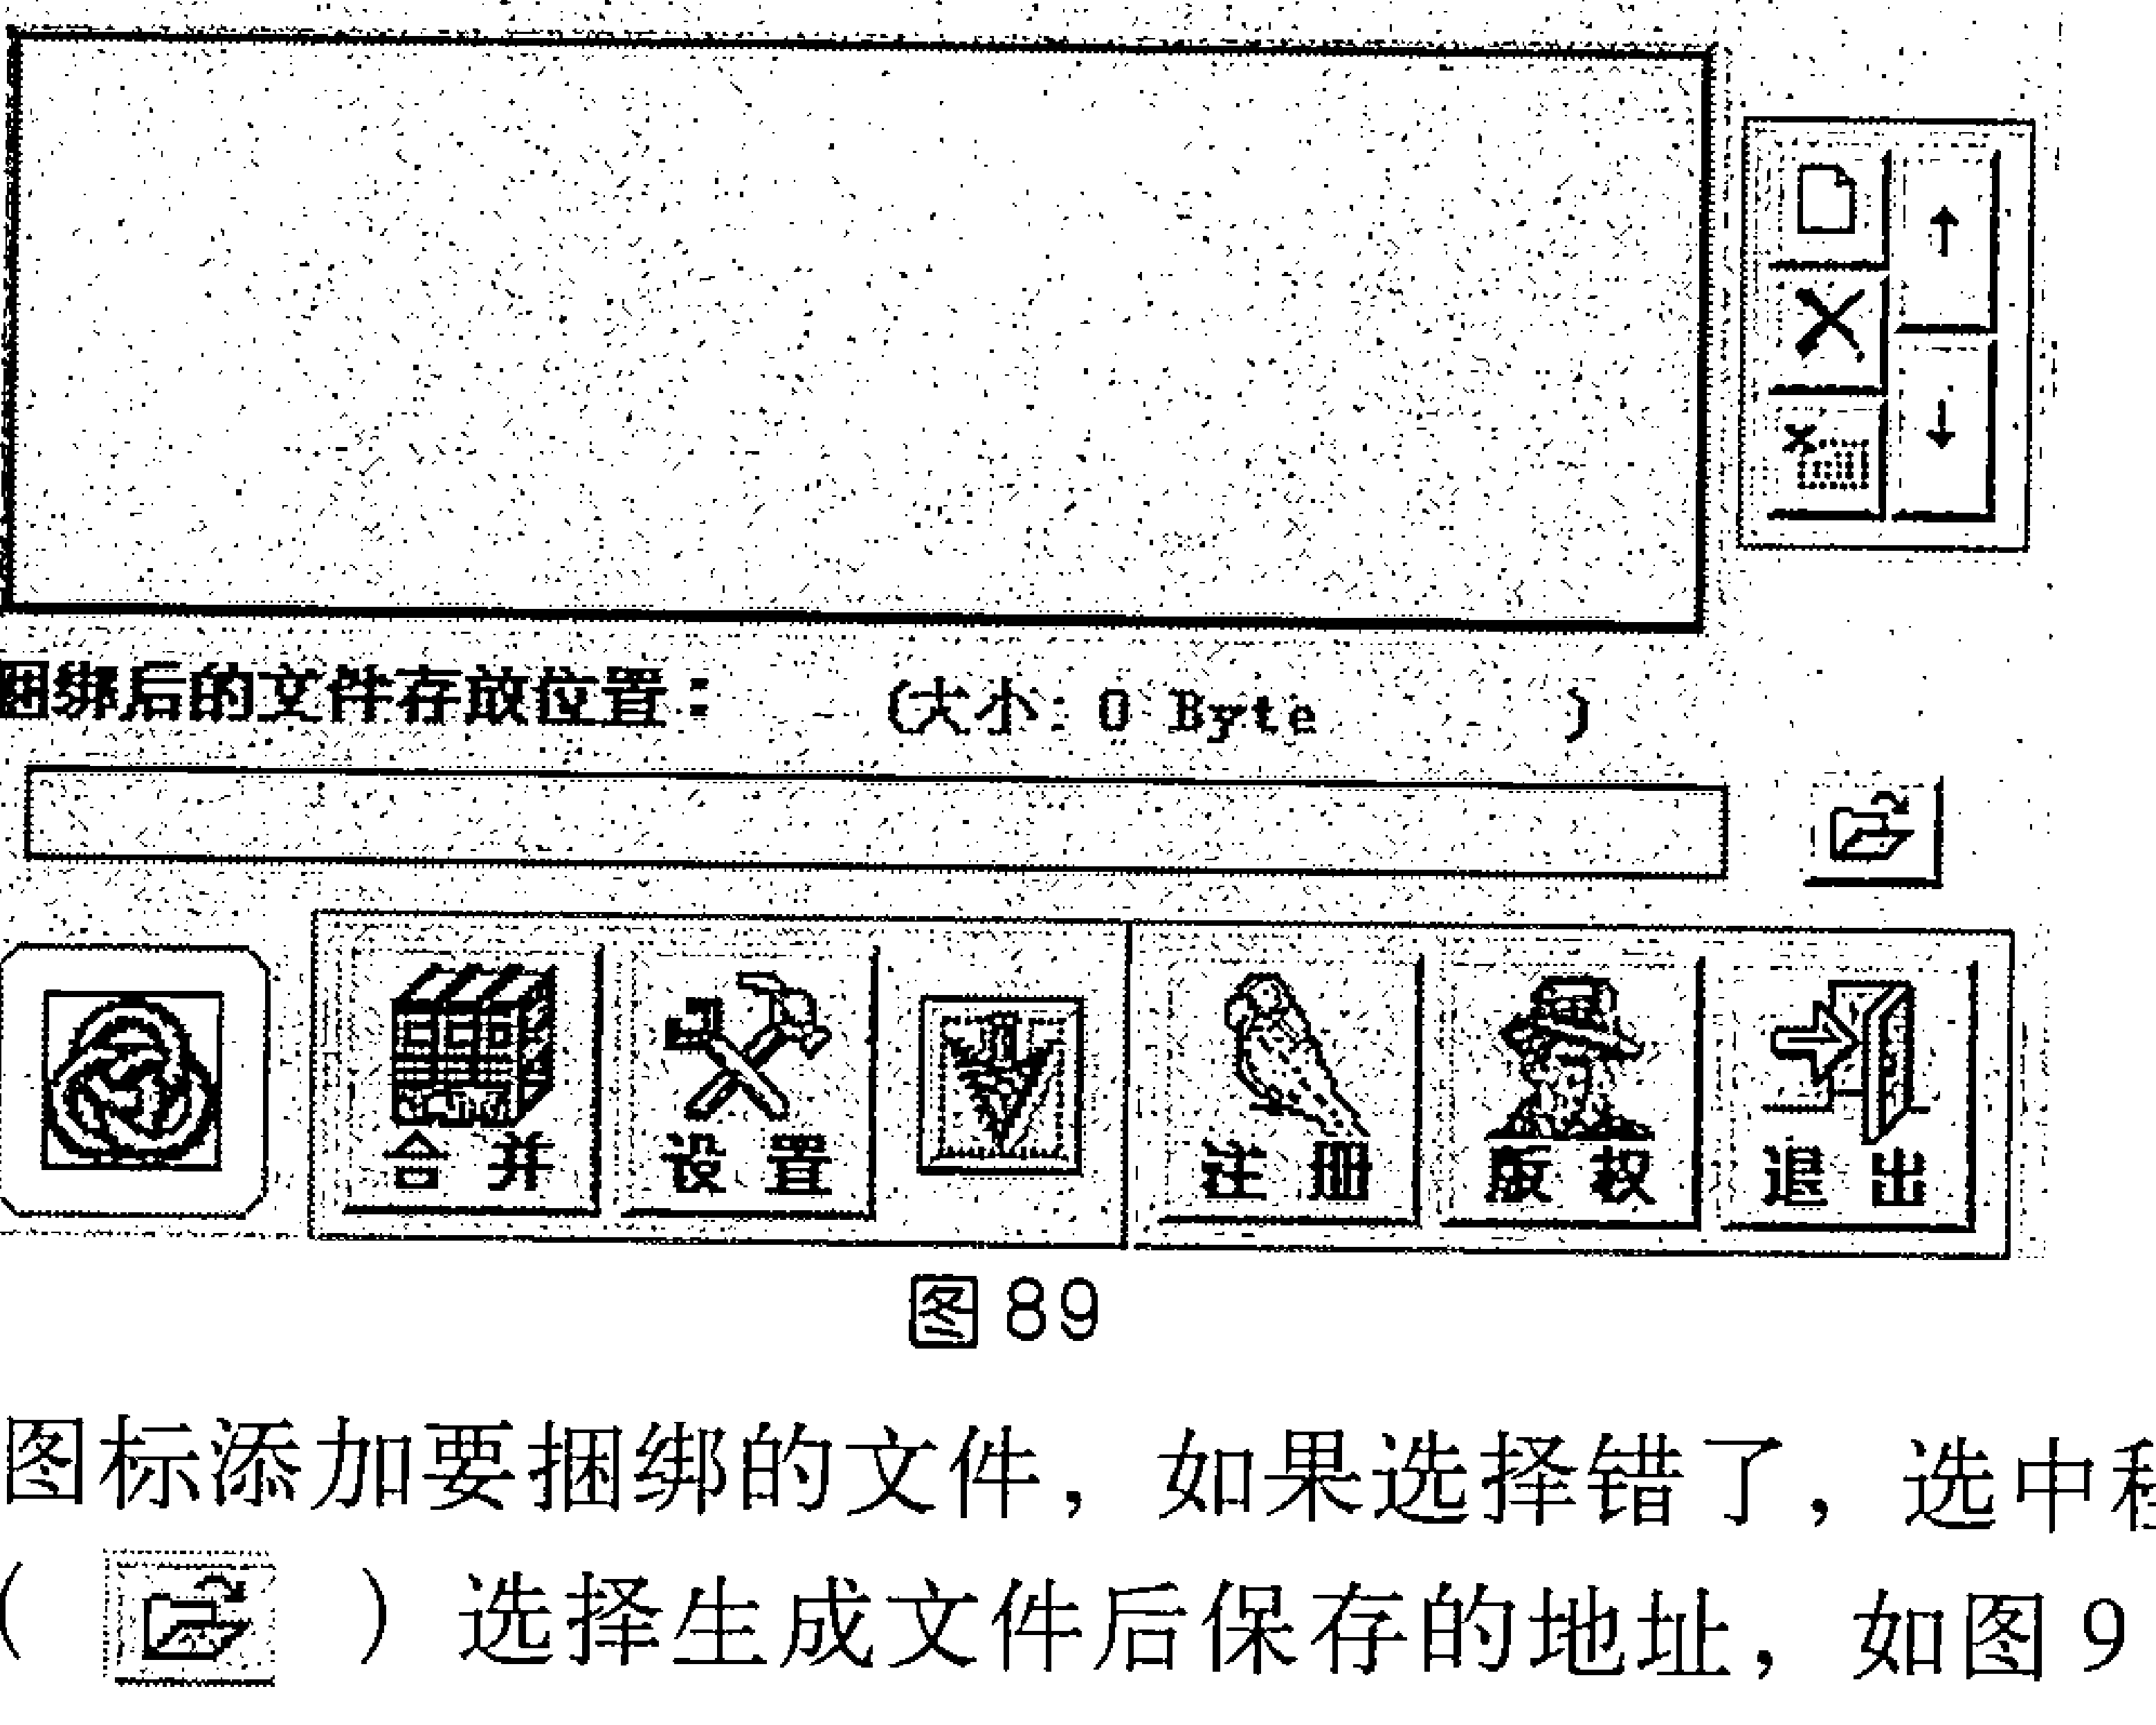 捆绑后的文件存放位置： （大小: 0 Byte ）
合并 设置 注册 版权 退出
图 89
图标添加要捆绑的文件，如果选择错了，选中程
（ ）选择生成文件后保存的地址，如图 9